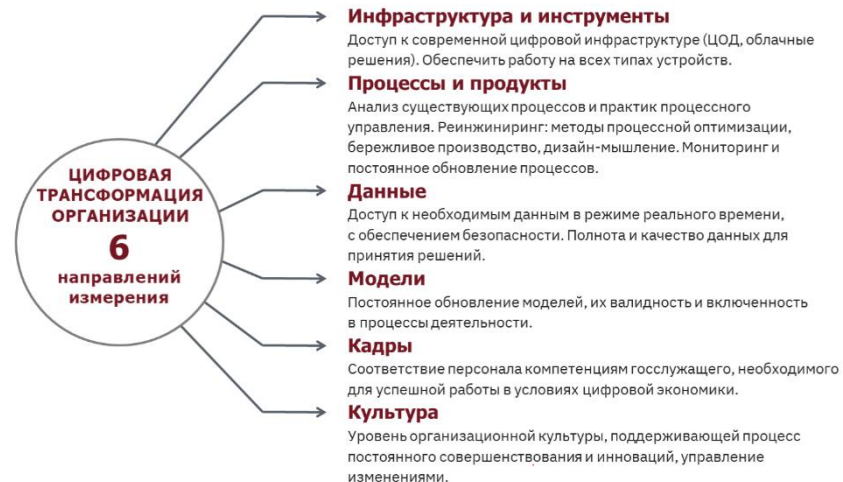 ЦИФРОВАЯ
ТРАНСФОРМАЦИЯ
ОРГАНИЗАЦИИ
6
направлений
измерения
Инфраструктура и инструменты
Доступ к современной цифровой инфраструктуре (ЦОД, облачные
решения). Обеспечить работу на всех типах устройств.
Процессы и продукты
Анализ существующих процессов и практик процессного
управления. Реинжиниринг: методы процессной оптимизации,
бережливое производство, дизайн-мышление. Мониторинг и
постоянное обновление процессов.
Данные
Доступ к необходимым данным в режиме реального времени,
с обеспечением безопасности. Полнота и качество данных для
принятия решений.
Модели
Постоянное обновление моделей, их валидность и включенность
в процессы деятельности.
Кадры
Соответствие персонала компетенциям госслужащего, необходимого
для успешной работы в условиях цифровой экономики.
Культура
Уровень организационной культуры, поддерживающей процесс
постоянного совершенствования и инноваций, управление
изменениями.